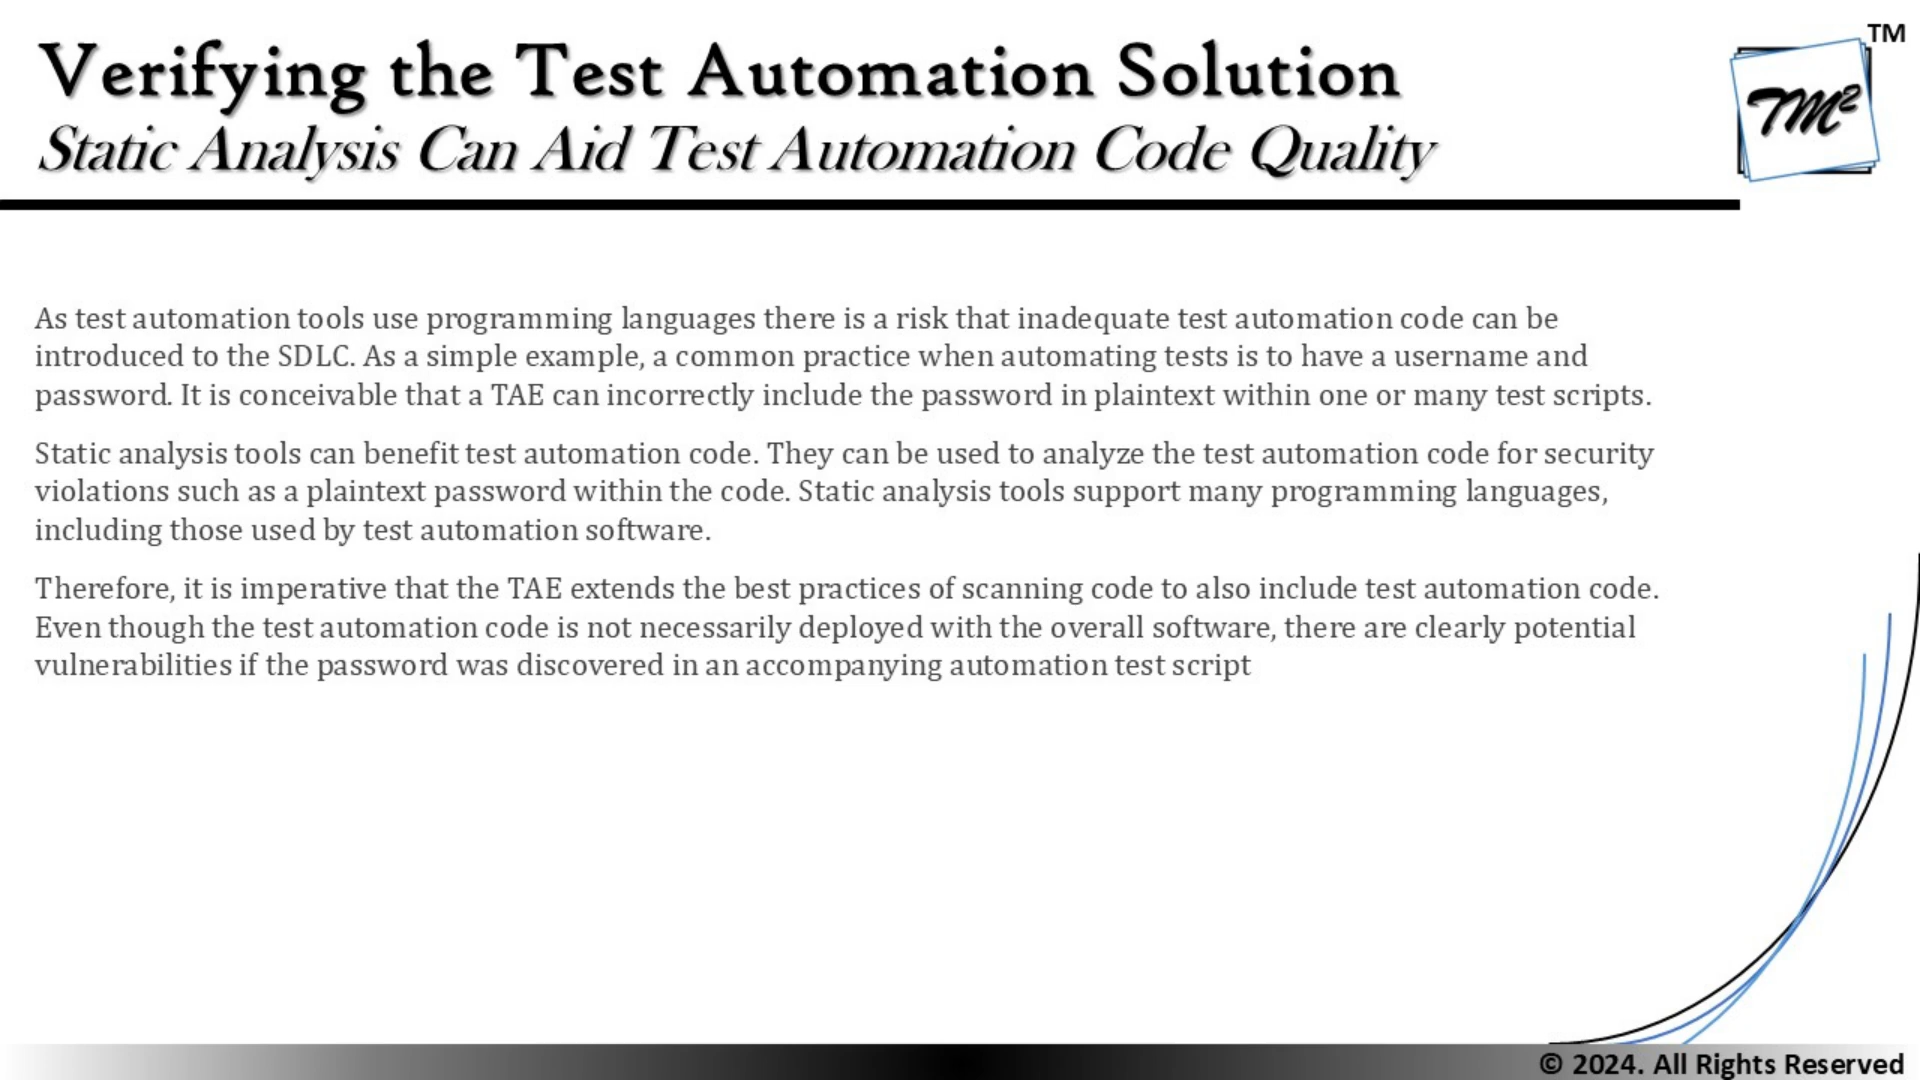 Verifying the Test Automation Solution
Static Analysis Can Aid Test Automation Code Quality
TM
TM²
As test automation tools use programming languages there is a risk that inadequate test automation code can be
introduced to the SDLC. As a simple example, a common practice when automating tests is to have a username and
password. It is conceivable that a TAE can incorrectly include the password in plaintext within one or many test scripts.
Static analysis tools can benefit test automation code. They can be used to analyze the test automation code for security
violations such as a plaintext password within the code. Static analysis tools support many programming languages,
including those used by test automation software.
Therefore, it is imperative that the TAE extends the best practices of scanning code to also include test automation code.
Even though the test automation code is not necessarily deployed with the overall software, there are clearly potential
vulnerabilities if the password was discovered in an accompanying automation test script
© 2024. All Rights Reserved